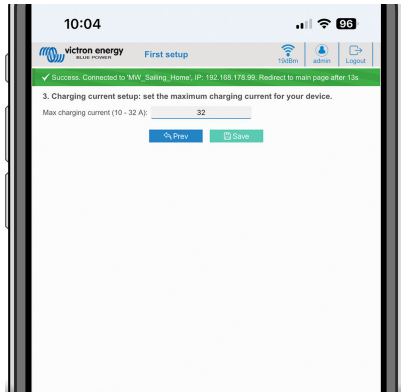 10:04
96
victron energy
BLUE POWER
First setup
19dBm
admin
Logout
Success. Connected to 'MW_Sailing_Home', IP: 192.168.178.99. Redirect to main page after 13s
3. Charging current setup: set the maximum charging current for your device.
Max charging current (10 - 32 A):
32
Prev
Save